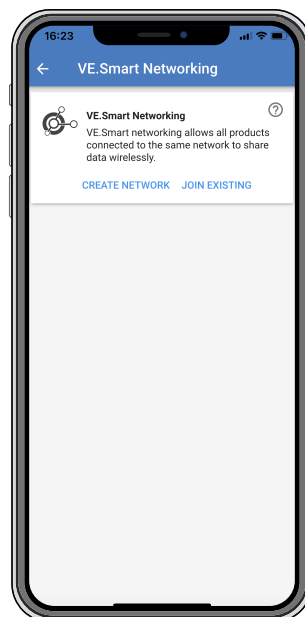 16:23
VE.Smart Networking
VE.Smart Networking
VE.Smart networking allows all products
connected to the same network to share
data wirelessly.
CREATE NETWORK JOIN EXISTING